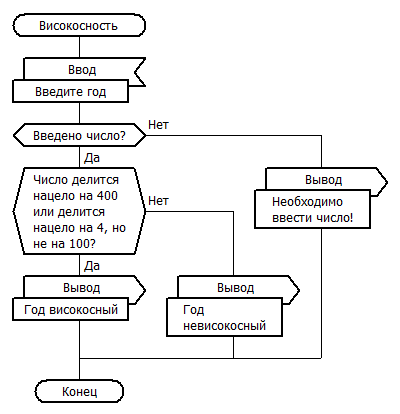 Високосность
Ввод
Введите год
Введено число?
Нет
Да
Число делится
нацело на 400
или делится
нацело на 4, но
не на 100?
Нет
Вывод
Необходимо
ввести число!
Да
Вывод
Год високосный
Вывод
Год
невисокосный
Конец